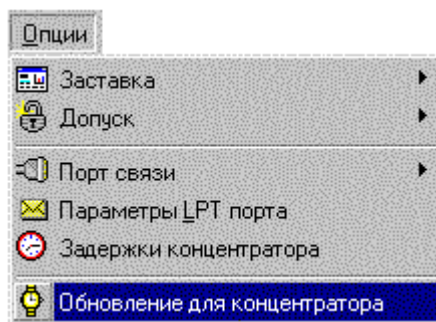 Опции
Заставка
Допуск
Порт связи
Параметры LPT порта
Задержки концентратора
Обновление для концентратора